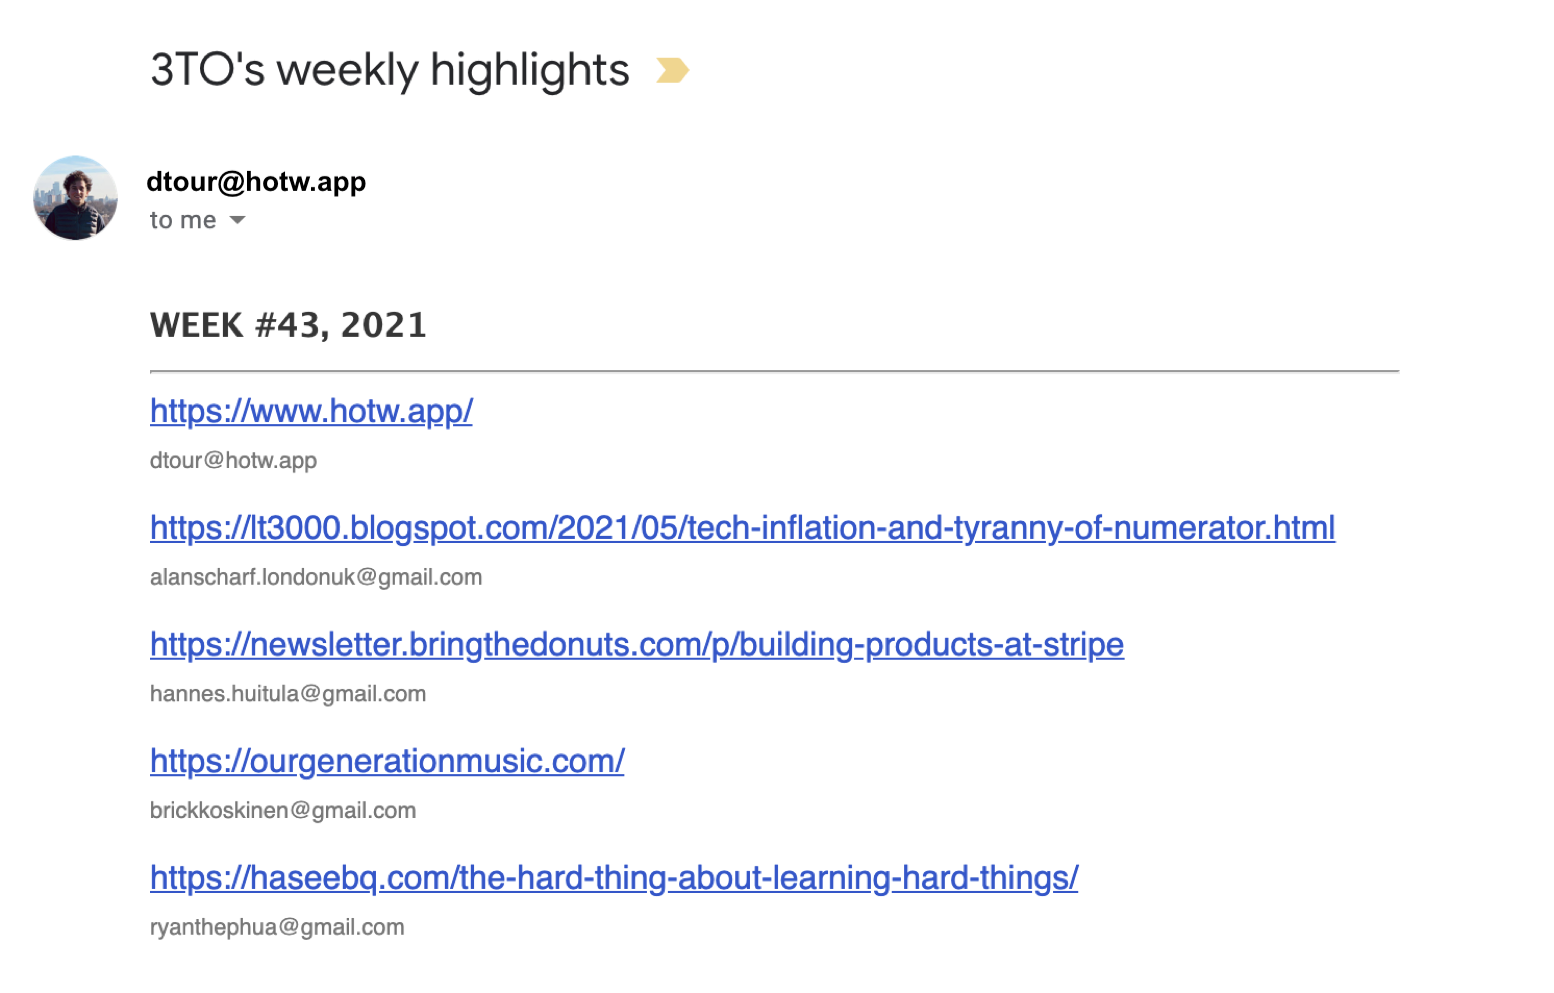 3TO's weekly highlights
dtour@hotw.app
to me
WEEK #43, 2021
https://www.hotw.app/
dtour@hotw.app
https://lt3000.blogspot.com/2021/05/tech-inflation-and-tyranny-of-numerator.html
alanscharf.londonuk@gmail.com
https://newsletter.bringthedonuts.com/p/building-products-at-stripe
hannes.huitula@gmail.com
https://ourgenerationmusic.com/
brickkoskinen@gmail.com
https://haseebq.com/the-hard-thing-about-learning-hard-things/
ryanthephua@gmail.com